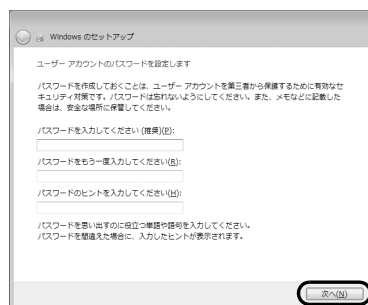 Windows のセットアップ
ユーザー アカウントのパスワードを設定します
パスワードを作成しておくことは、ユーザー アカウントを第三者から保護するために有効なセ
キュリティ対策です。パスワードは忘れないようにしてください。また、メモなどに記載した
場合は、安全な場所に保管してください。
パスワードを入力してください (推奨)(P):
パスワードをもう一度入力してください(R):
パスワードのヒントを入力してください(H):
パスワードを思い出すのに役立つ単語や語句を入力してください。
パスワードを間違えた場合に、入力したヒントが表示されます。
次へ(N)